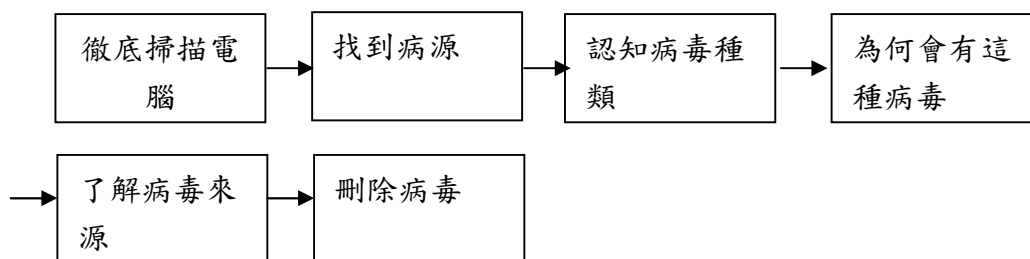 徹底掃描電
腦
找到病源
認知病毒種
類
為何會有這
種病毒
了解病毒來
源
刪除病毒